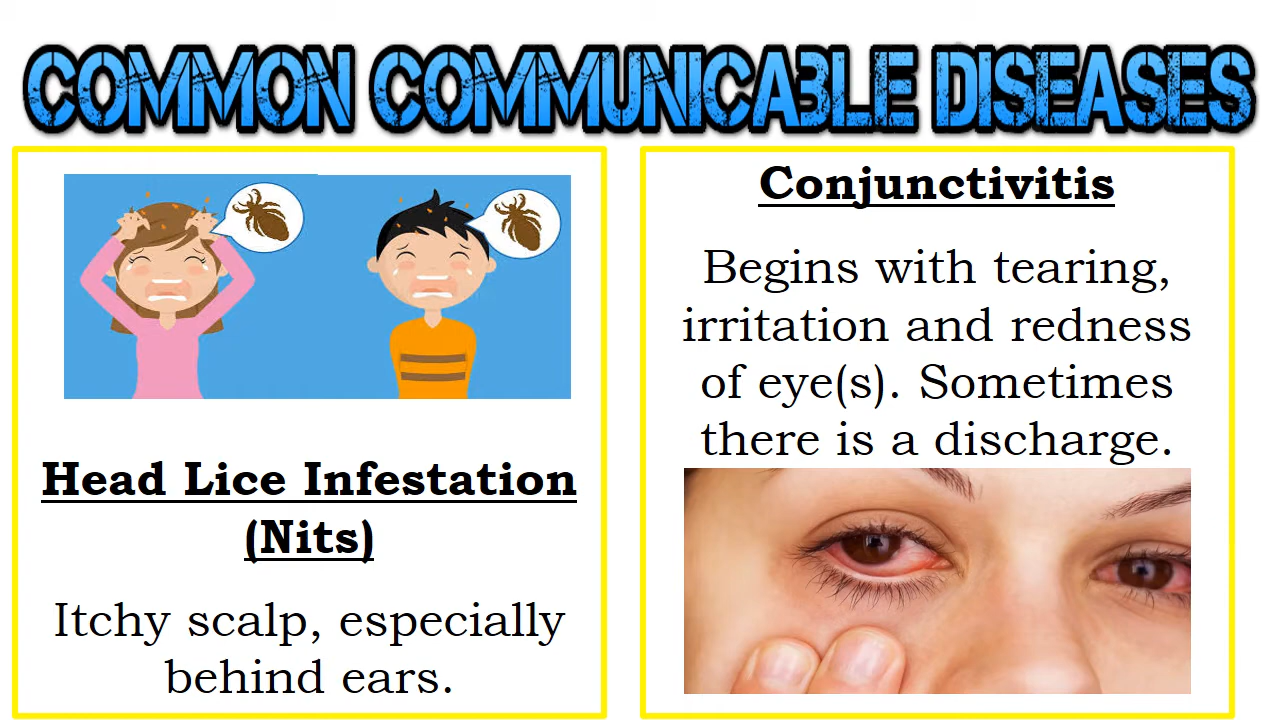 COMMON COMMUNICABLE DISEASES
Head Lice Infestation
(Nits)
Itchy scalp, especially
behind ears.
Conjunctivitis
Begins with tearing,
irritation and redness
of eye(s). Sometimes
there is a discharge.